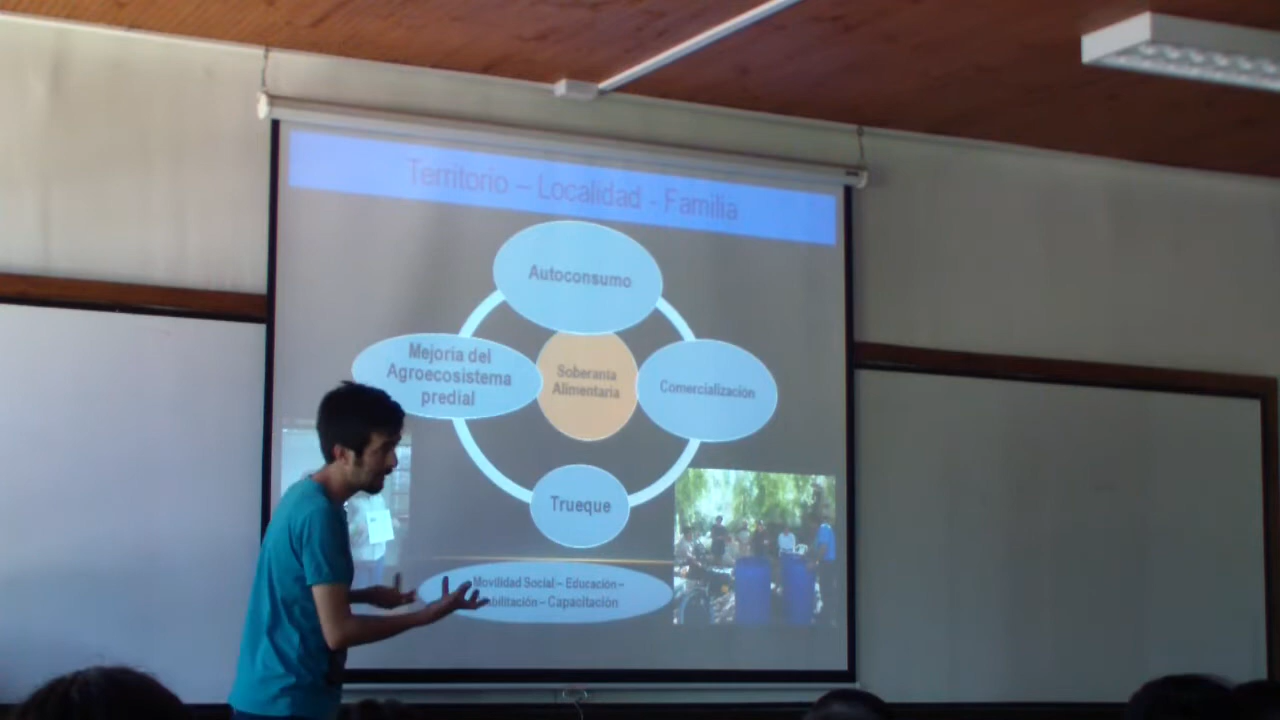 Territorio – Localidad - Familia
Autoconsumo
Mejoría del
Agroecosistema
predial
Soberanía
Alimentaria
Comercialización
Trueque
Movilidad Social – Educación –
– Capacitación